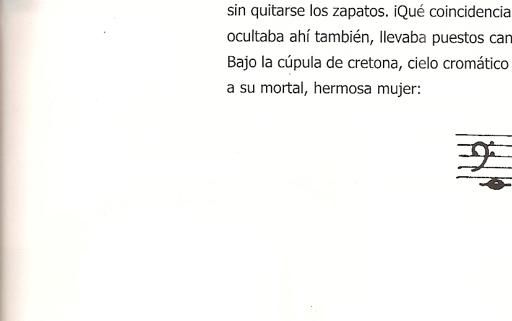 sin quitarse los zapatos. ¡Qué coincidencia
ocultaba ahí también, llevaba puestos can
Bajo la cúpula de cretona, cielo cromático
a su mortal, hermosa mujer: